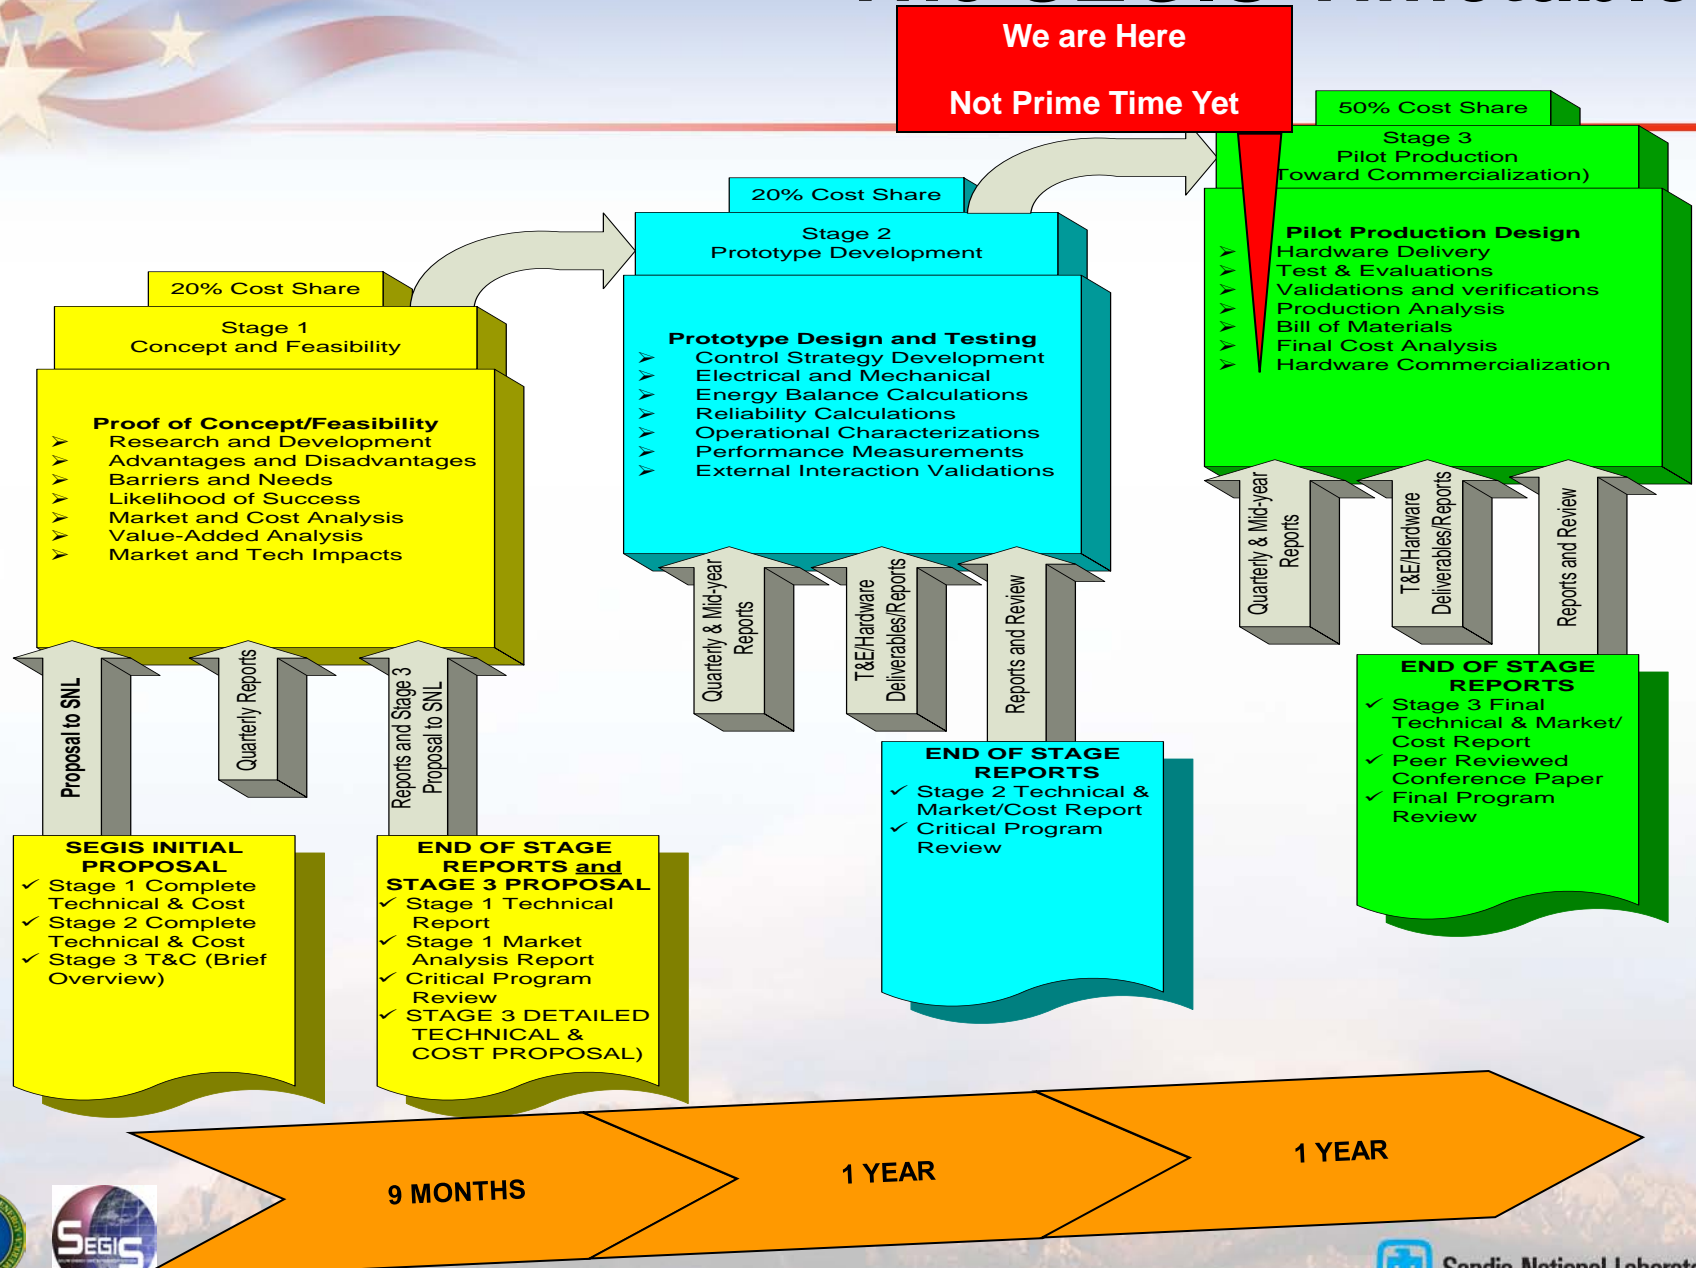 The SEGIS Timetable
We are Here
Not Prime Time Yet
50% Cost Share
Stage 3
Pilot Production
Toward Commercialization)
Pilot Production Design
➢ Hardware Delivery
➢ Test & Evaluations
➢ Validations and verifications
➢ Production Analysis
➢ Bill of Materials
➢ Final Cost Analysis
➢ Hardware Commercialization
20% Cost Share
Stage 2
Prototype Development
Prototype Design and Testing
➢ Control Strategy Development
➢ Electrical and Mechanical
➢ Energy Balance Calculations
➢ Reliability Calculations
➢ Operational Characterizations
➢ Performance Measurements
➢ External Interaction Validations
20% Cost Share
Stage 1
Concept and Feasibility
Proof of Concept/Feasibility
➢ Research and Development
➢ Advantages and Disadvantages
➢ Barriers and Needs
➢ Likelihood of Success
➢ Market and Cost Analysis
➢ Value-Added Analysis
➢ Market and Tech Impacts
Proposal to SNL
Quarterly Reports
Reports and Stage 3
Proposal to SNL
Quarterly & Mid-year
Reports
T&E/Hardware
Deliverables/Reports
Reports and Review
Quarterly & Mid-year
Reports
T&E/Hardware
Deliverables/Reports
Reports and Review
SEGIS INITIAL
PROPOSAL
✓ Stage 1 Complete
Technical & Cost
✓ Stage 2 Complete
Technical & Cost
✓ Stage 3 T&C (Brief
Overview)
END OF STAGE
REPORTS and
STAGE 3 PROPOSAL
✓ Stage 1 Technical
Report
✓ Stage 1 Market
Analysis Report
✓ Critical Program
Review
✓ STAGE 3 DETAILED
TECHNICAL &
COST PROPOSAL)
END OF STAGE
REPORTS
✓ Stage 2 Technical &
Market/Cost Report
✓ Critical Program
Review
END OF STAGE
REPORTS
✓ Stage 3 Final
Technical & Market/
Cost Report
✓ Peer Reviewed
Conference Paper
✓ Final Program
Review
9 MONTHS
1 YEAR
1 YEAR
SEGIS
Sandia National Laborat